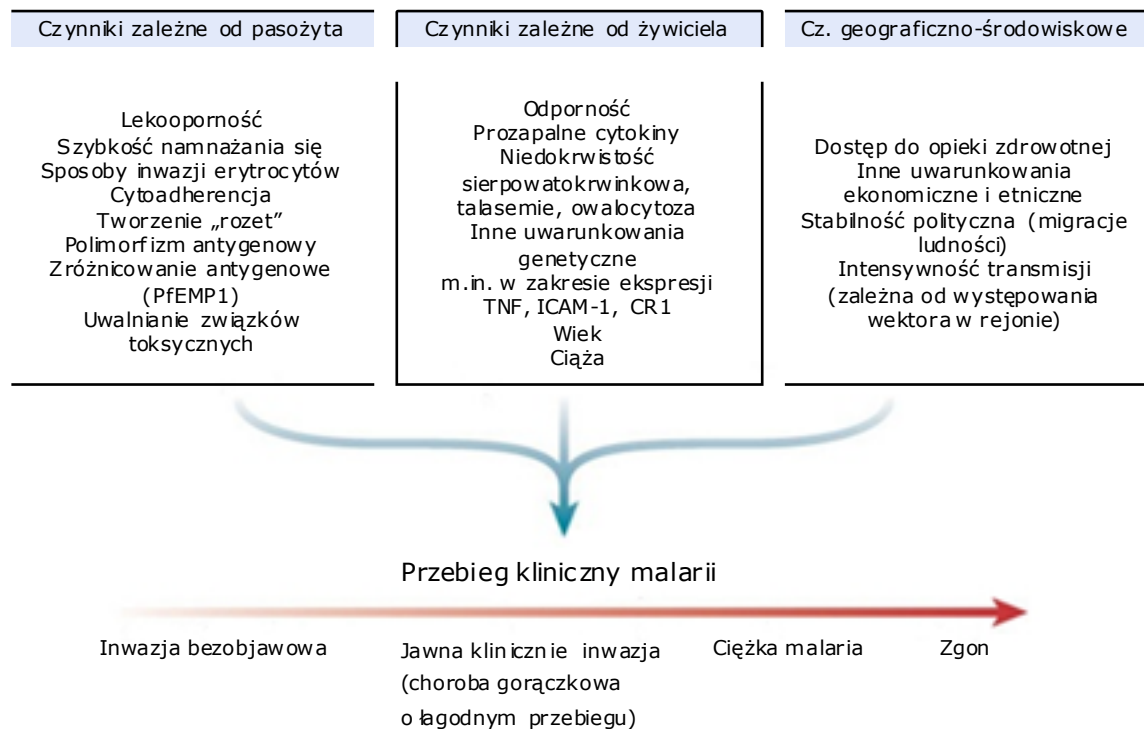 Czynniki zależne od pasożyta
Lekooporność
Szybkość namnażania się
Sposoby inwazji erytrocytów
Cytoadherencja
Tworzenie „rozet”
Polimorfizm antygenowy
Zróżnicowanie antygenowe
(PfEMP1)
Uwalnianie związków
toksycznych
Czynniki zależne od żywiciela
Odporność
Prozapalne cytokiny
Niedokrwistość
sierpowatokrwinkowa,
talasemie, owalocytoza
Inne uwarunkowania
genetyczne
m.in. w zakresie ekspresji
TNF, ICAM-1, CR1
Wiek
Ciąża
Cz. geograficzno-środowiskowe
Dostęp do opieki zdrowotnej
Inne uwarunkowania
ekonomiczne i etniczne
Stabilność polityczna (migracje
ludności)
Intensywność transmisji
(zależna od występowania
wektora w rejonie)
Przebieg kliniczny malarii
Inwazja bezobjawowa
Jawna klinicznie inwazja
(choroba gorączkowa
o łagodnym przebiegu)
Ciężka malaria
Zgon